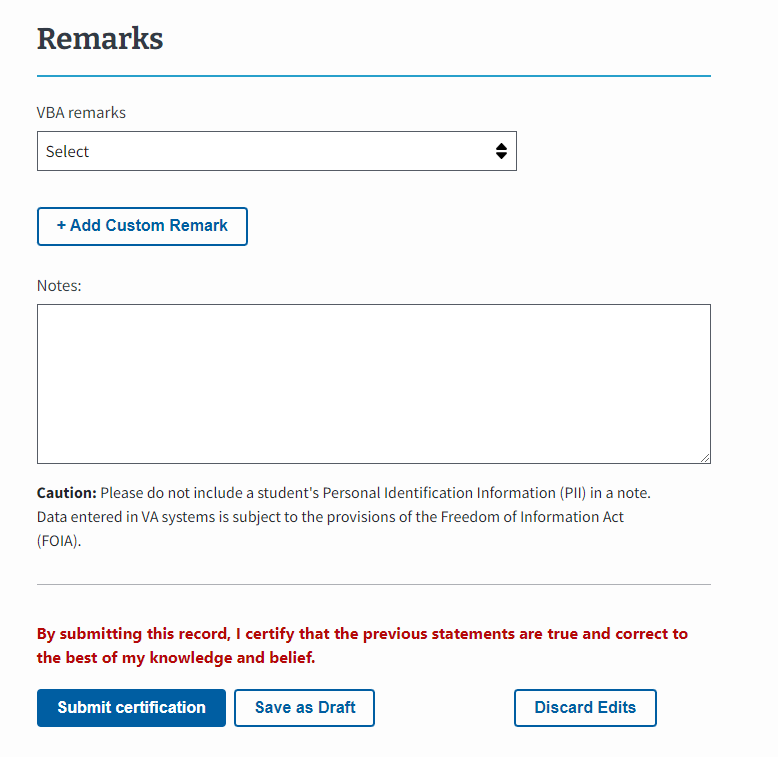 Remarks
VBA remarks
Select
+ Add Custom Remark
Notes:
Caution: Please do not include a student's Personal Identification Information (PII) in a note.
Data entered in VA systems is subject to the provisions of the Freedom of Information Act
(FOIA).
By submitting this record, I certify that the previous statements are true and correct to
the best of my knowledge and belief.
Submit certification Save as Draft Discard Edits